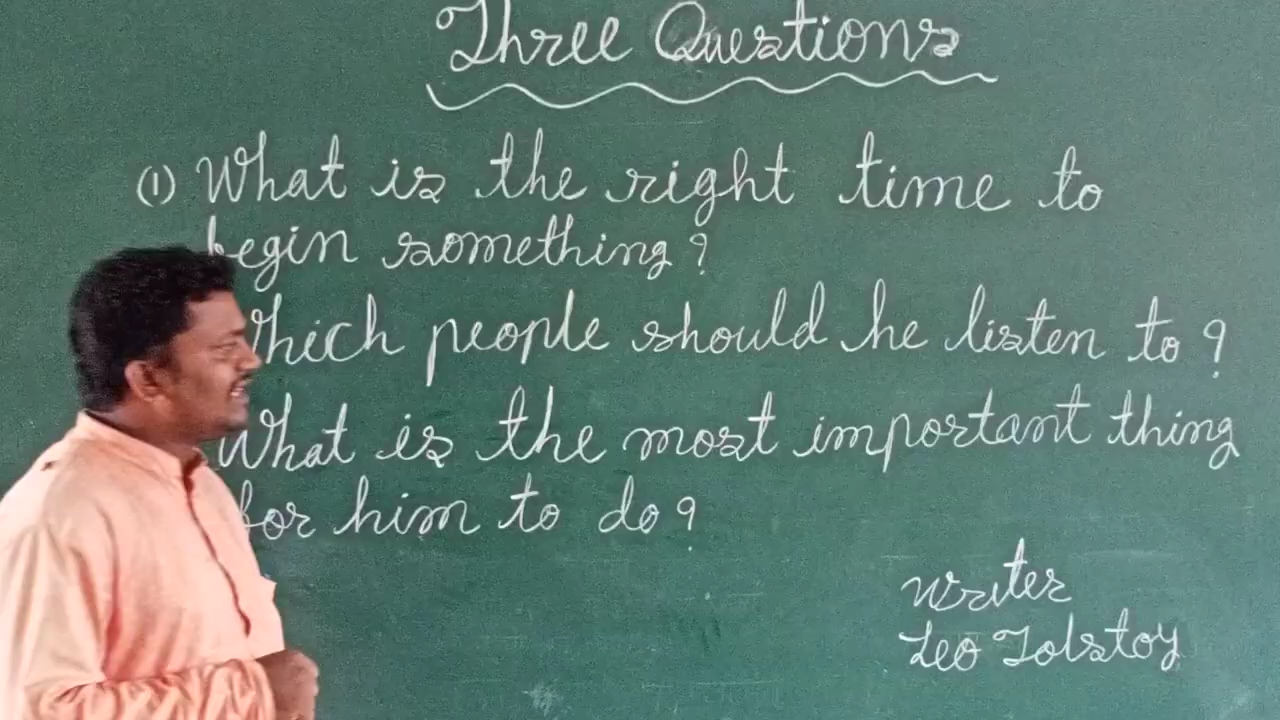 Three Questions
(1) What is the right time to
begin something?
Which people should he listen to?
What is the most important thing
for him to do?
Writer
Leo Tolstoy